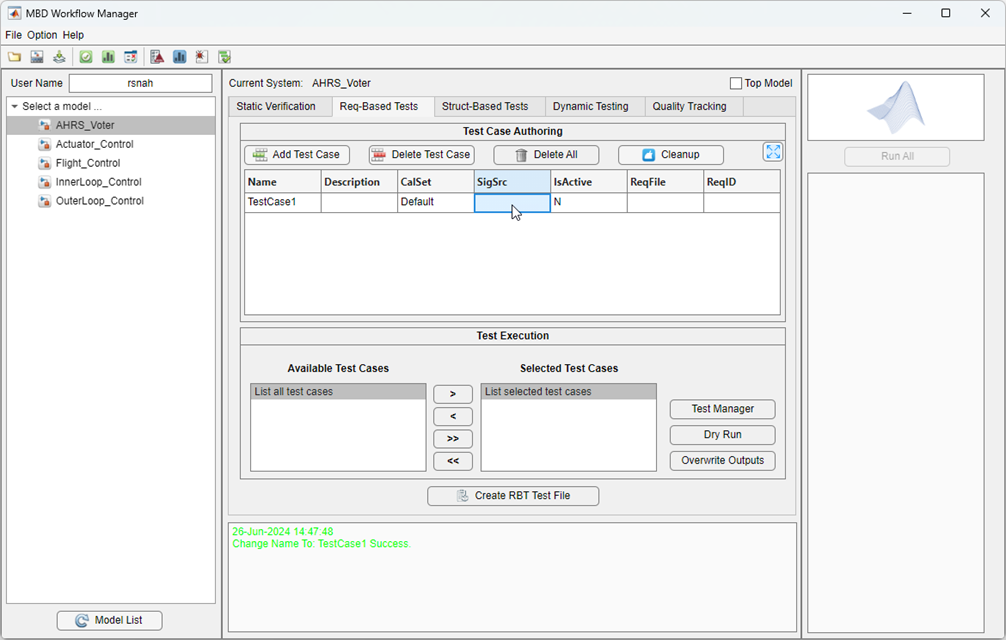 MBD Workflow Manager
File Option Help
User Name rsnah
Select a model ...
AHRS_Voter
Actuator_Control
Flight_Control
InnerLoop_Control
OuterLoop_Control
Model List
Current System: AHRS_Voter
Top Model
Static Verification Req-Based Tests Struct-Based Tests Dynamic Testing Quality Tracking
Test Case Authoring
Add Test Case Delete Test Case Delete All Cleanup
Name Description CalSet SigSrc IsActive ReqFile ReqID
TestCase1 Default N
Test Execution
Available Test Cases Selected Test Cases
List all test cases
>
<
>>
<<
List selected test cases
Test Manager
Dry Run
Overwrite Outputs
Create RBT Test File
26-Jun-2024 14:47:48
Change Name To: TestCase1 Success.
Run All